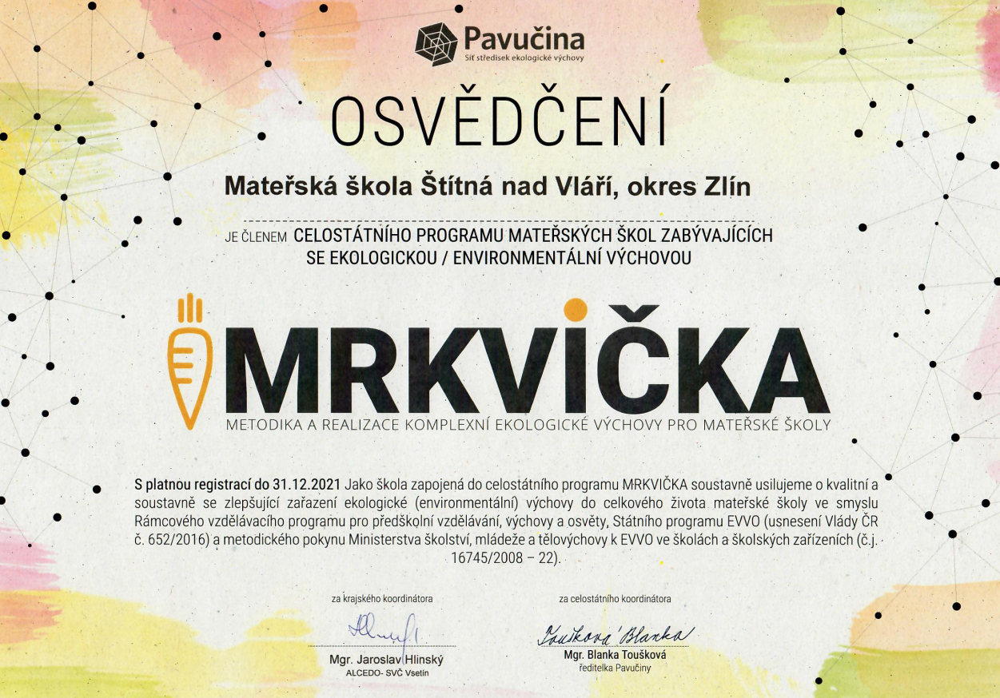 Pavučina
Síť středisek ekologické výchovy
OSVĚDČENÍ
Mateřská škola Štítná nad Vláří, okres Zlín
JE ČLENEM CELOSTÁTNÍHO PROGRAMU MATEŘSKÝCH ŠKOL ZABÝVAJÍCÍCH
SE EKOLOGICKOU / ENVIRONMENTÁLNÍ VÝCHOVOU
MRKVIČKA
METODIKA A REALIZACE KOMPLEXNÍ EKOLOGICKÉ VÝCHOVY PRO MATEŘSKÉ ŠKOLY
S platnou registrací do 31.12.2021 Jako škola zapojená do celostátního programu MRKVIČKA soustavně usilujeme o kvalitní a
soustavně se zlepšující zařazení ekologické (environmentální) výchovy do celkového života mateřské školy ve smyslu
Rámcového vzdělávacího programu pro předškolní vzdělávání, výchovy a osvěty, Státního programu EVVO (usnesení Vlády ČR
č. 652/2016) a metodického pokynu Ministerstva školství, mládeže a tělovýchovy k EVVO ve školách a školských zařízeních (č.j.
16745/2008 – 22).
za krajského koordinátora
za celostátního koordinátora
Toušková Blanka
Mgr. Jaroslav Hlinský
ALCEDO- SVČ Vsetín
Mgr. Blanka Toušková
ředitelka Pavučiny